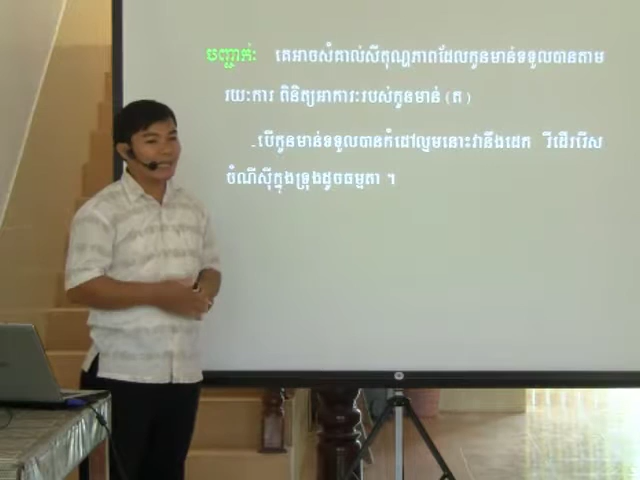 បញ្ជាក់ៈ គេអាចសំគាល់សីតុណ្ហភាពដែលកូនមាន់ទទួលបានតាម
រយៈការ ពិនិត្យអាការៈរបស់កូនមាន់ (ត)
-បើកូនមាន់ទទួលបានកំដៅល្មមនោះវានឹងដេក រឺដើររើស
ចំណីស៊ីក្នុងទ្រុងដូចធម្មតា ។